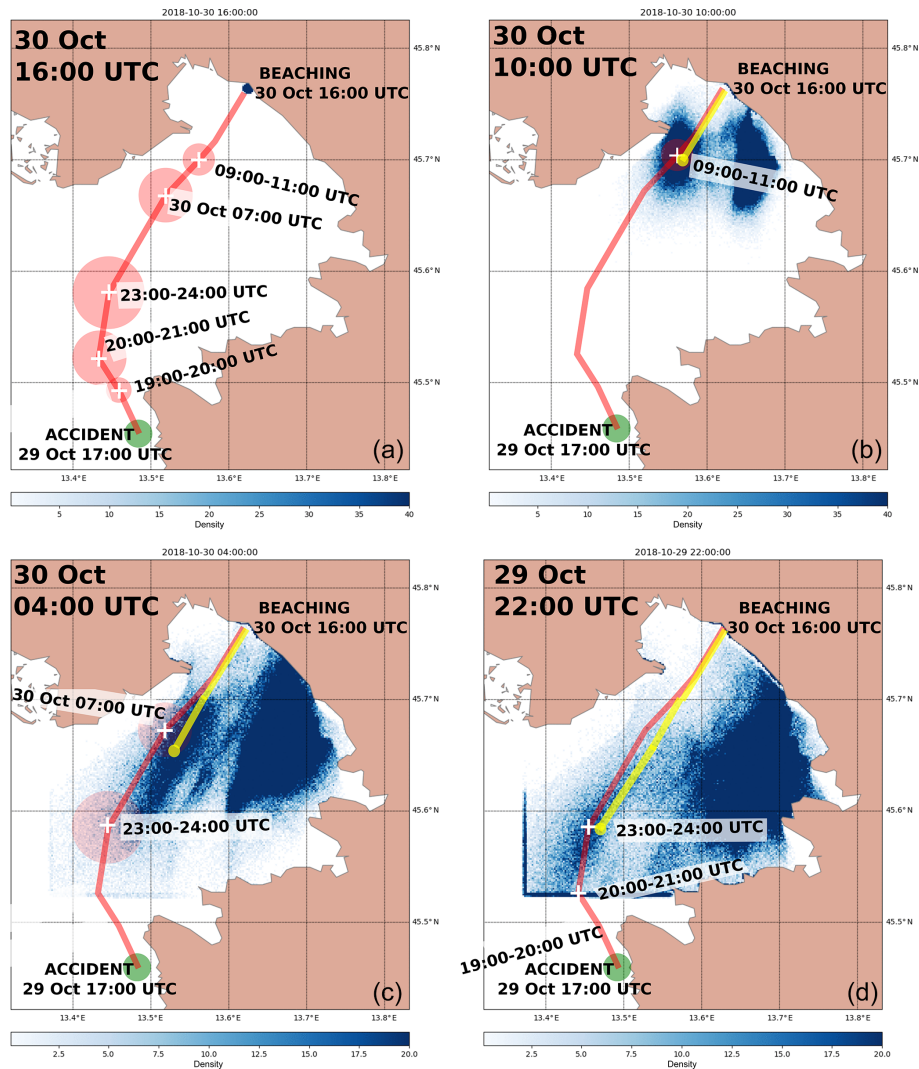 2018-10-30 16:00:00
30 Oct
16:00 UTC
BEACHING
30 Oct 16:00 UTC
09:00-11:00 UTC
30 Oct 07:00 UTC
23:00-24:00 UTC
20:00-21:00 UTC
19:00-20:00 UTC
ACCIDENT
29 Oct 17:00 UTC
(a)
45.8°N
45.7°N
45.6°N
45.5°N
13.4°E
13.5°E
13.6°E
13.7°E
13.8°E
5 10 15 20 25 30 35 40
Density
2018-10-30 10:00:00
30 Oct
10:00 UTC
BEACHING
30 Oct 16:00 UTC
09:00-11:00 UTC
ACCIDENT
29 Oct 17:00 UTC
(b)
45.8°N
45.7°N
45.6°N
45.5°N
13.4°E
13.5°E
13.6°E
13.7°E
13.8°E
5 10 15 20 25 30 35 40
Density
2018-10-30 04:00:00
30 Oct
04:00 UTC
BEACHING
30 Oct 16:00 UTC
30 Oct 07:00 UTC
23:00-24:00 UTC
ACCIDENT
29 Oct 17:00 UTC
(c)
45.8°N
45.7°N
45.6°N
45.5°N
13.4°E
13.5°E
13.6°E
13.7°E
13.8°E
2.5 5.0 7.5 10.0 12.5 15.0 17.5 20.0
Density
2018-10-29 22:00:00
29 Oct
22:00 UTC
BEACHING
30 Oct 16:00 UTC
23:00-24:00 UTC
20:00-21:00 UTC
19:00-20:00 UTC
ACCIDENT
29 Oct 17:00 UTC
(d)
45.8°N
45.7°N
45.6°N
45.5°N
13.4°E
13.5°E
13.6°E
13.7°E
13.8°E
2.5 5.0 7.5 10.0 12.5 15.0 17.5 20.0
Density